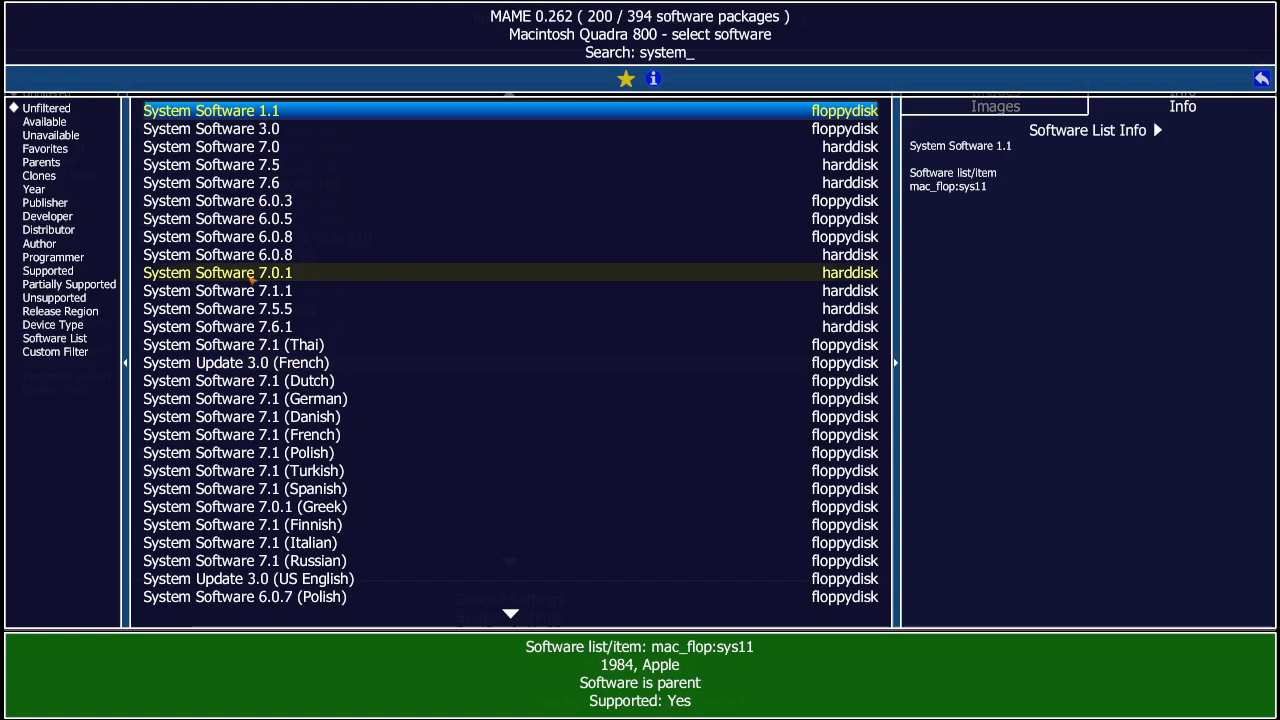 MAME 0.262 ( 200 / 394 software packages )
Macintosh Quadra 800 - select software
Search: system_
Unfiltered
Available
Unavailable
Favorites
Parents
Clones
Year
Publisher
Developer
Distributor
Author
Programmer
Supported
Partially Supported
Unsupported
Release Region
Device Type
Software List
Custom Filter
System Software 1.1 floppydisk
System Software 3.0 floppydisk
System Software 7.0 harddisk
System Software 7.5 harddisk
System Software 7.6 harddisk
System Software 6.0.3 floppydisk
System Software 6.0.5 floppydisk
System Software 6.0.8 floppydisk
System Software 6.0.8 harddisk
System Software 7.0.1 harddisk
System Software 7.1.1 harddisk
System Software 7.5.5 harddisk
System Software 7.6.1 harddisk
System Software 7.1 (Thai) floppydisk
System Update 3.0 (French) floppydisk
System Software 7.1 (Dutch) floppydisk
System Software 7.1 (German) floppydisk
System Software 7.1 (Danish) floppydisk
System Software 7.1 (French) floppydisk
System Software 7.1 (Polish) floppydisk
System Software 7.1 (Turkish) floppydisk
System Software 7.1 (Spanish) floppydisk
System Software 7.0.1 (Greek) floppydisk
System Software 7.1 (Finnish) floppydisk
System Software 7.1 (Italian) floppydisk
System Software 7.1 (Russian) floppydisk
System Update 3.0 (US English) floppydisk
System Software 6.0.7 (Polish) floppydisk
General Settings
Images Info
Software List Info
System Software 1.1
Software list/item
mac_flop:sys11
Software list/item: mac_flop:sys11
1984, Apple
Software is parent
Supported: Yes